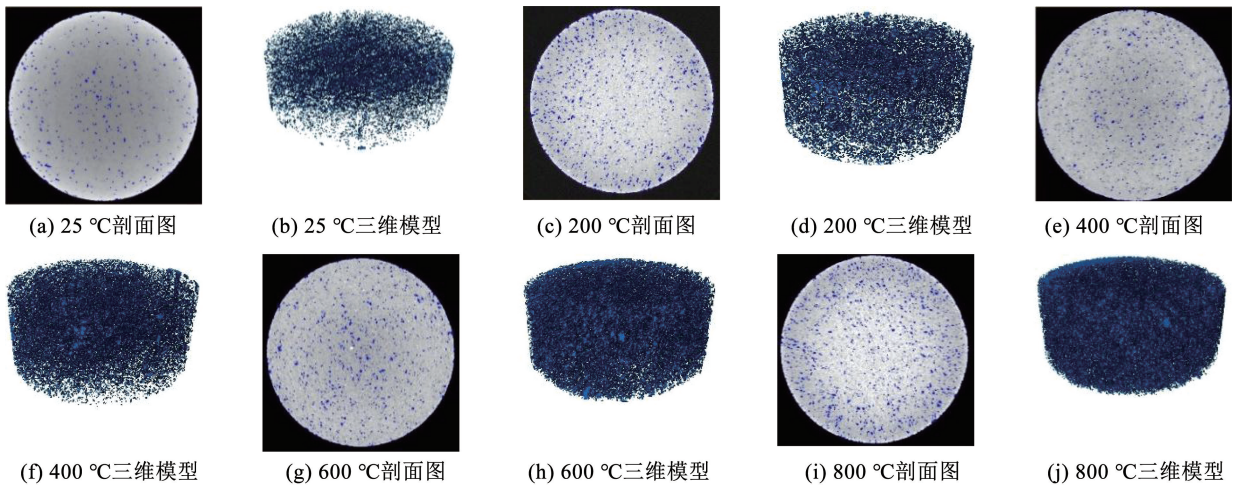 (a) 25 ℃剖面图
(b) 25 ℃三维模型
(c) 200 ℃剖面图
(d) 200 ℃三维模型
(e) 400 ℃剖面图
(f) 400 ℃三维模型
(g) 600 ℃剖面图
(h) 600 ℃三维模型
(i) 800 ℃剖面图
(j) 800 ℃三维模型